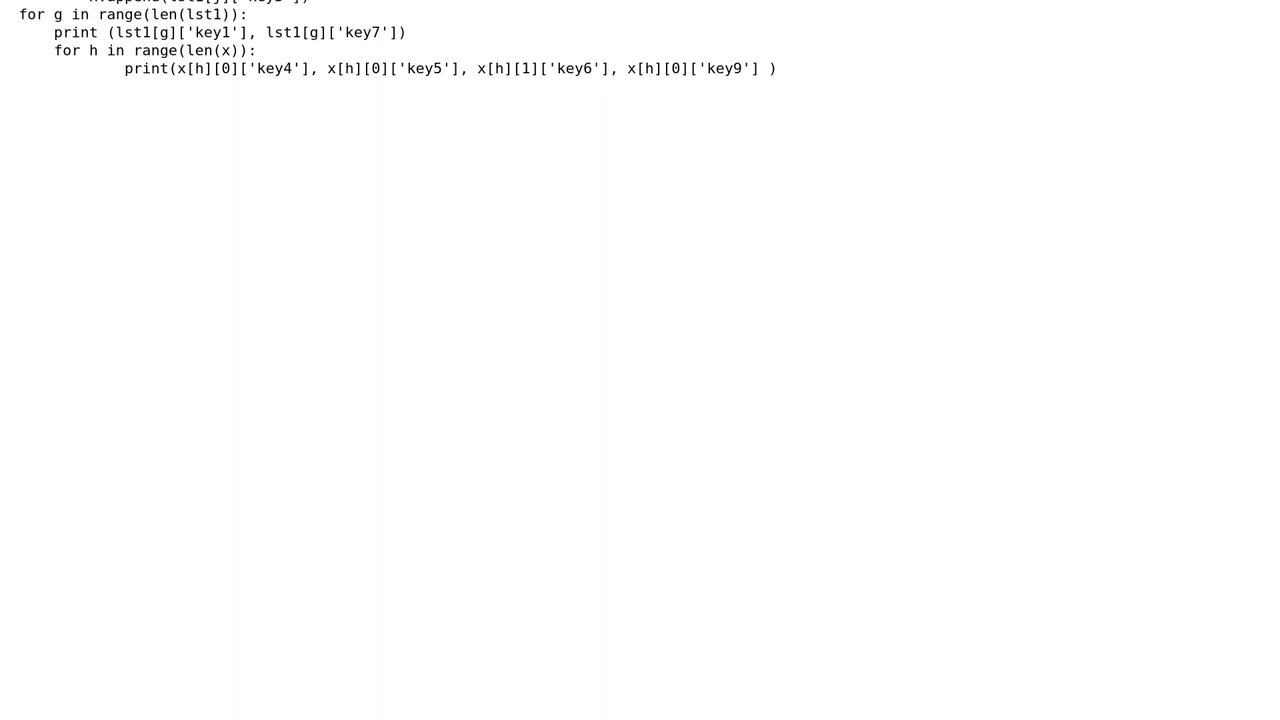 for g in range(len(lst1)):
    print (lst1[g]['key1'], lst1[g]['key7'])
    for h in range(len(x)):
            print(x[h][0]['key4'], x[h][0]['key5'], x[h][1]['key6'], x[h][0]['key9'] )